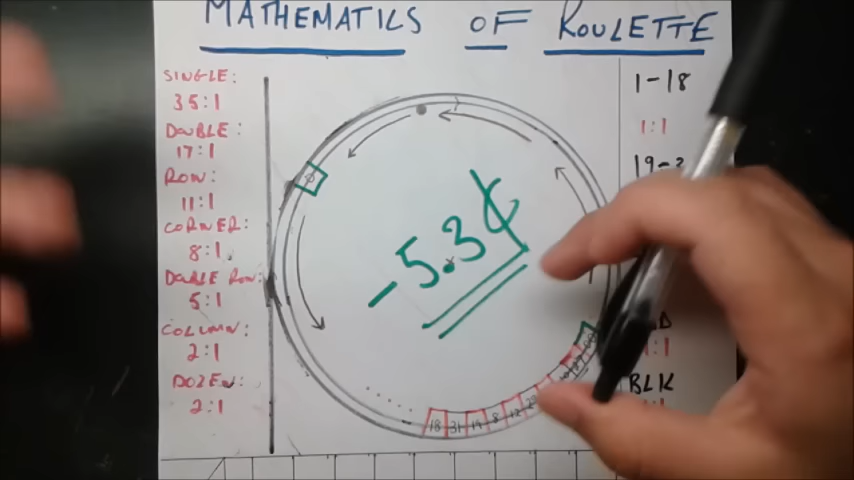 MATHEMATICS OF ROULETTE
SINGLE:
35:1
DOUBLE:
17:1
ROW:
11:1
CORNER:
8:1
DOUBLE ROW:
5:1
COLUMN:
2:1
DOZEN:
2:1
-5.3¢
18 31 19 8 12
1-18
1:1
BLK